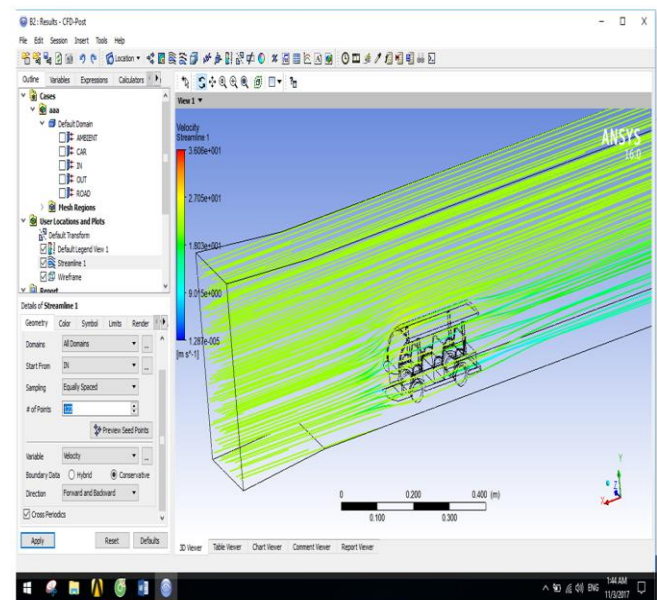 B2 : Results - CFD-Post
File Edit Session Insert Tools Help
Location
Outline Variables Expressions Calculators
Cases
aaa
Default Domain
AMBIENT
CAR
IN
OUT
ROAD
Mesh Regions
User Locations and Plots
Default Transform
Default Legend View 1
Streamline 1
Wireframe
Report
Details of Streamline 1
Geometry Color Symbol Limits Render
Domains All Domains
Start From IN
Sampling Equally Spaced
# of Points
Preview Seed Points
Variable Velocity
Boundary Data Hybrid Conservative
Direction Forward and Backward
Cross Periodics
Apply Reset Defaults
View 1
Velocity
Streamline 1
3.606e+001
2.705e+001
1.803e+001
9.015e+000
1.287e-005
[m s^-1]
ANSYS
16.0
0 0.200 0.400 (m)
0.100 0.300
Y
Z
X
3D Viewer Table Viewer Chart Viewer Comment Viewer Report Viewer
ENG
1:44 AM
11/3/2017